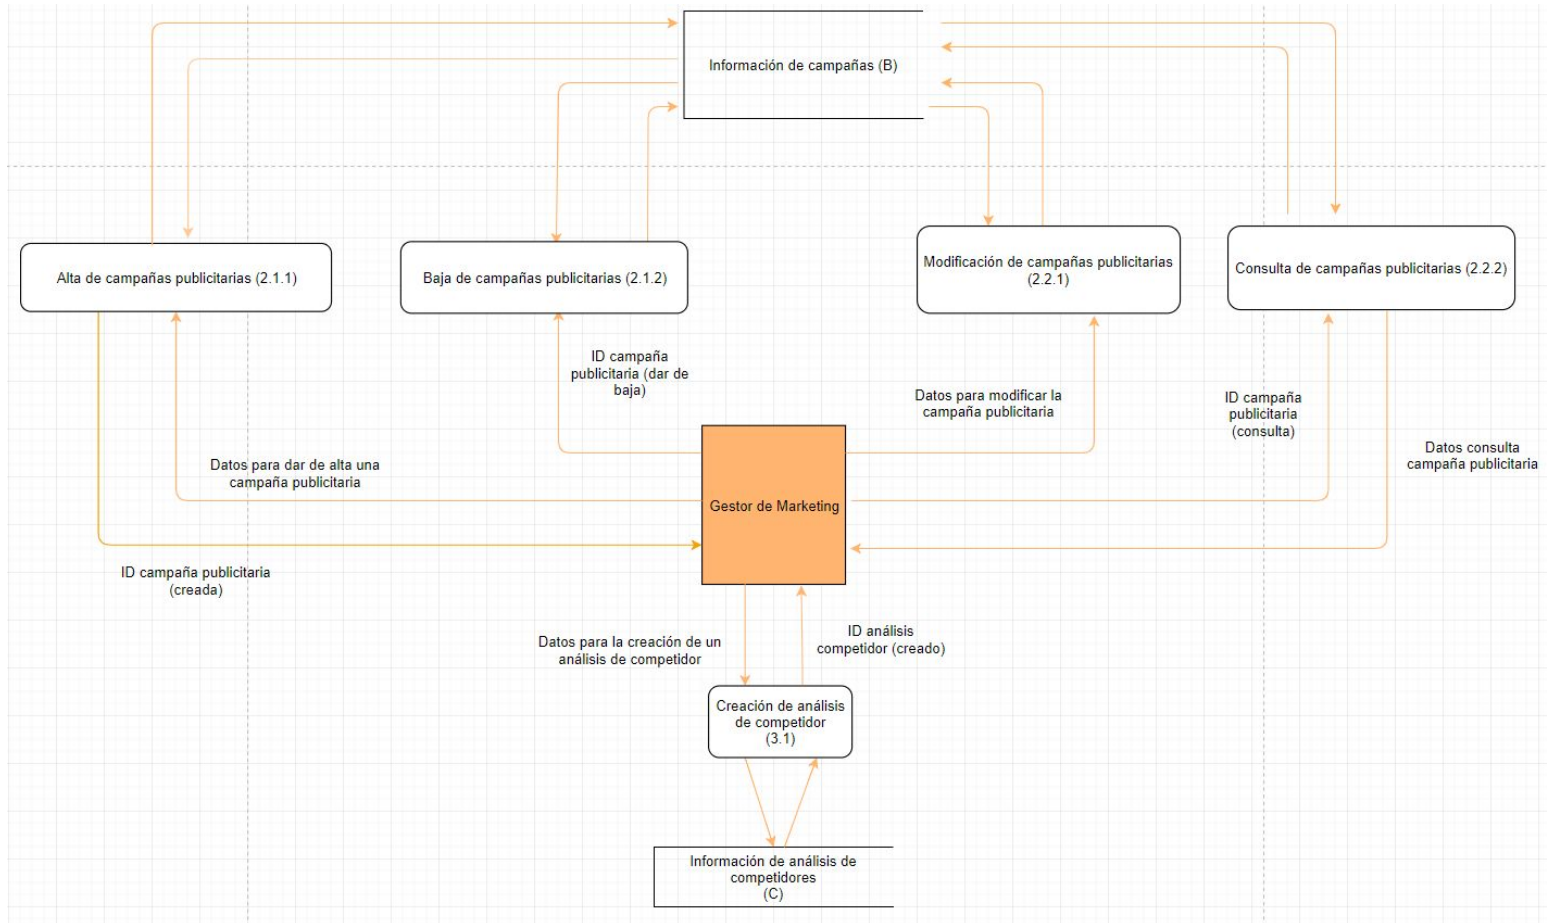 Información de campañas (B)
Alta de campañas publicitarias (2.1.1)
Baja de campañas publicitarias (2.1.2)
Modificación de campañas publicitarias
(2.2.1)
Consulta de campañas publicitarias (2.2.2)
ID campaña
publicitaria (dar de
baja)
Datos para modificar la
campaña publicitaria
ID campaña
publicitaria
(consulta)
Datos consulta
campaña publicitaria
Datos para dar de alta una
campaña publicitaria
Gestor de Marketing
ID campaña publicitaria
(creada)
Datos para la creación de un
análisis de competidor
ID análisis
competidor (creado)
Creación de análisis
de competidor
(3.1)
Información de análisis de
competidores
(C)